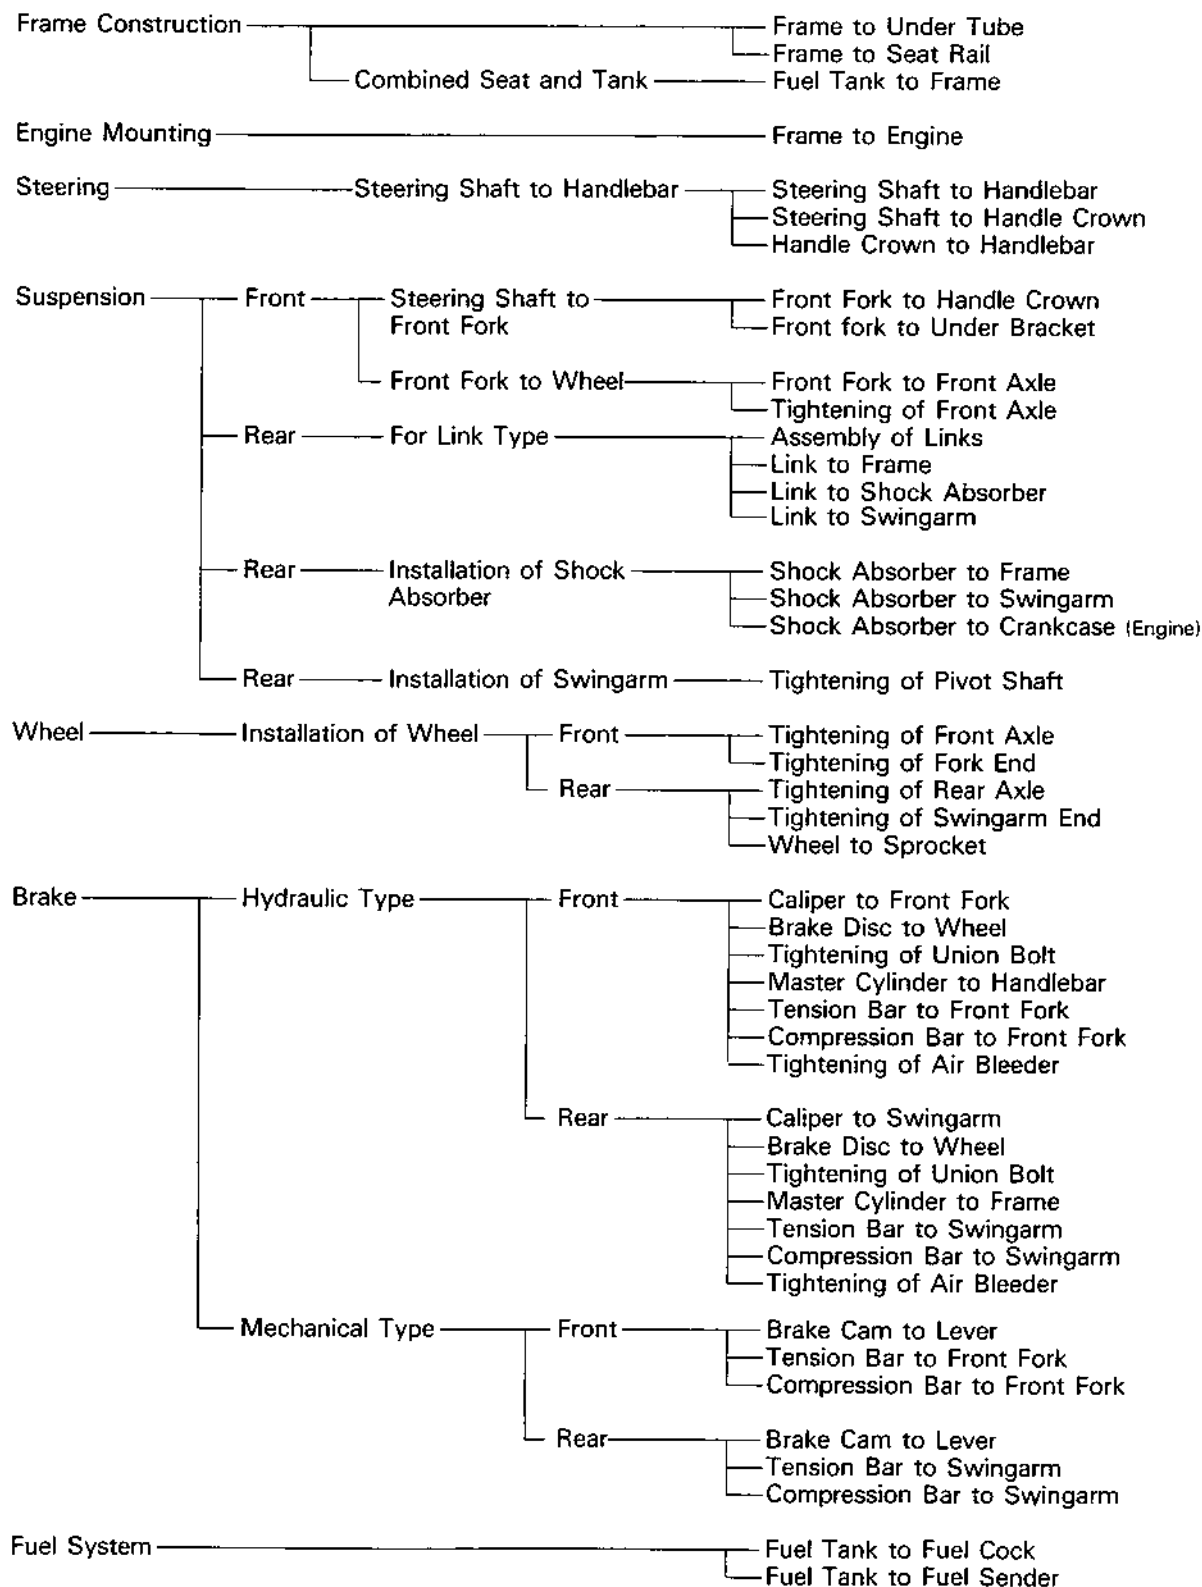 Frame Construction Frame to Under Tube
Frame to Seat Rail
Combined Seat and Tank Fuel Tank to Frame
Engine Mounting Frame to Engine
Steering Steering Shaft to Handlebar Steering Shaft to Handlebar
Steering Shaft to Handle Crown
Handle Crown to Handlebar
Suspension Front Steering Shaft to Front Fork to Handle Crown
Front Fork Front fork to Under Bracket
Front Fork to Wheel Front Fork to Front Axle
Tightening of Front Axle
Rear For Link Type Assembly of Links
Link to Frame
Link to Shock Absorber
Link to Swingarm
Rear Installation of Shock Shock Absorber to Frame
Absorber Shock Absorber to Swingarm
Shock Absorber to Crankcase (Engine)
Rear Installation of Swingarm Tightening of Pivot Shaft
Wheel Installation of Wheel Front Tightening of Front Axle
Tightening of Fork End
Rear Tightening of Rear Axle
Tightening of Swingarm End
Wheel to Sprocket
Brake Hydraulic Type Front Caliper to Front Fork
Brake Disc to Wheel
Tightening of Union Bolt
Master Cylinder to Handlebar
Tension Bar to Front Fork
Compression Bar to Front Fork
Tightening of Air Bleeder
Rear Caliper to Swingarm
Brake Disc to Wheel
Tightening of Union Bolt
Master Cylinder to Frame
Tension Bar to Swingarm
Compression Bar to Swingarm
Tightening of Air Bleeder
Mechanical Type Front Brake Cam to Lever
Tension Bar to Front Fork
Compression Bar to Front Fork
Rear Brake Cam to Lever
Tension Bar to Swingarm
Compression Bar to Swingarm
Fuel System Fuel Tank to Fuel Cock
Fuel Tank to Fuel Sender